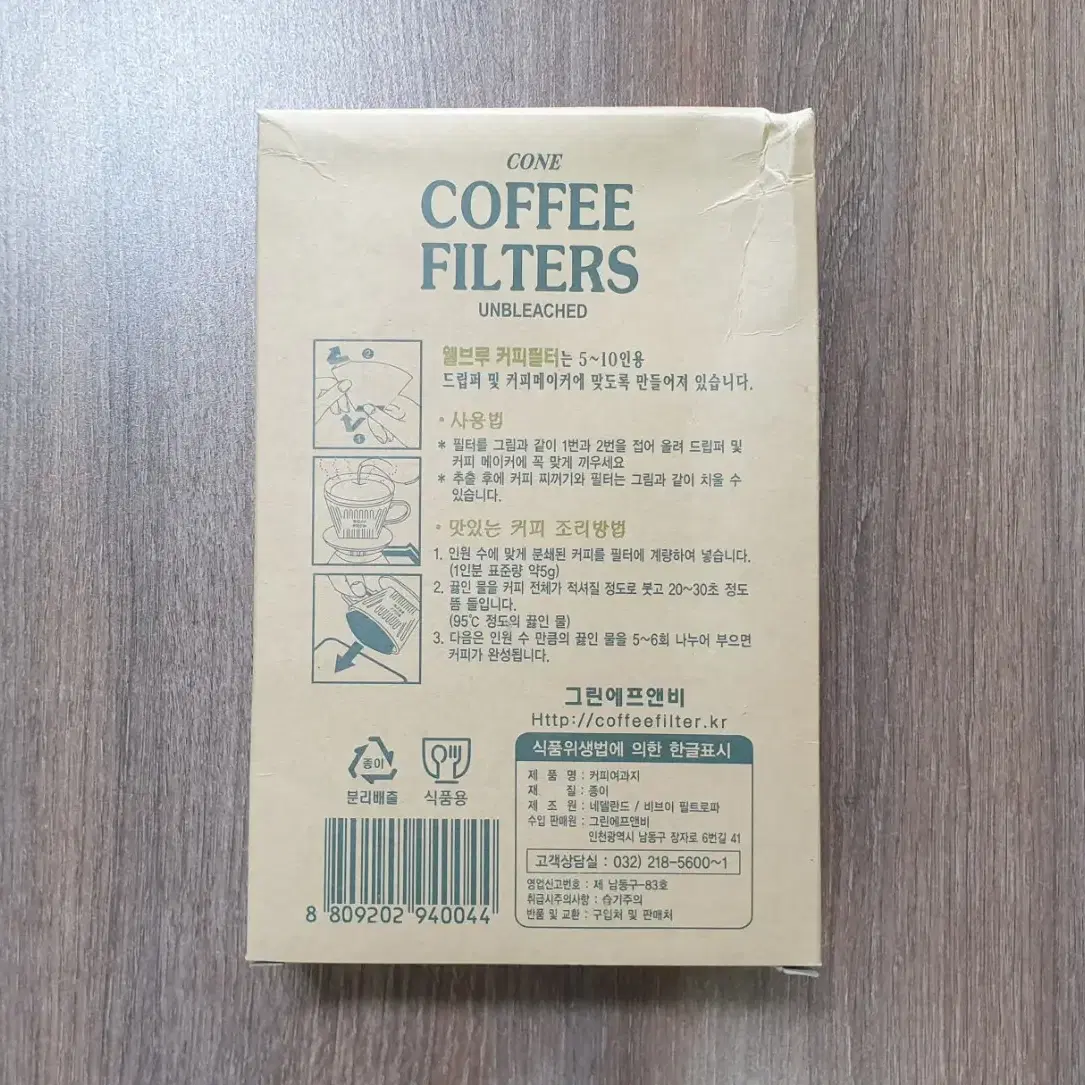 CONE
COFFEE
FILTERS
UNBLEACHED
웰브루 커피필터는 5~10인용
드립퍼 및 커피메이커에 맞도록 만들어져 있습니다.
• 사용법
* 필터를 그림과 같이 1번과 2번을 접어 올려 드립퍼 및
커피 메이커에 꼭 맞게 끼우세요
* 추출 후에 커피 찌꺼기와 필터는 그림과 같이 치울 수
있습니다.
• 맛있는 커피 조리방법
1. 인원 수에 맞게 분쇄된 커피를 필터에 계량하여 넣습니다.
(1인분 표준량 약5g)
2. 끓인 물을 커피 전체가 적셔질 정도로 붓고 20~30초 정도
뜸 들입니다.
(95℃ 정도의 끓인 물)
3. 다음은 인원 수 만큼의 끓인 물을 5~6회 나누어 부으면
커피가 완성됩니다.
2
1
그린에프앤비
Http://coffeefilter.kr
종이
분리배출
식품용
8 809202 940044
식품위생법에 의한 한글표시
제 품 명 : 커피여과지
재 질 : 종이
제 조 원 : 네델란드 / 비브이 필트로파
수입 판매원 : 그린에프앤비
인천광역시 남동구 장자로 6번길 41
고객상담실 : 032) 218-5600~1
영업신고번호 : 제 남동구-83호
취급시주의사항 : 습기주의
반품 및 교환 : 구입처 및 판매처